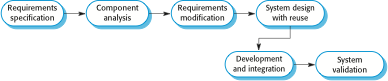 Requirements
specification
Component
analysis
Requirements
modification
System design
with reuse
Development
and integration
System
validation